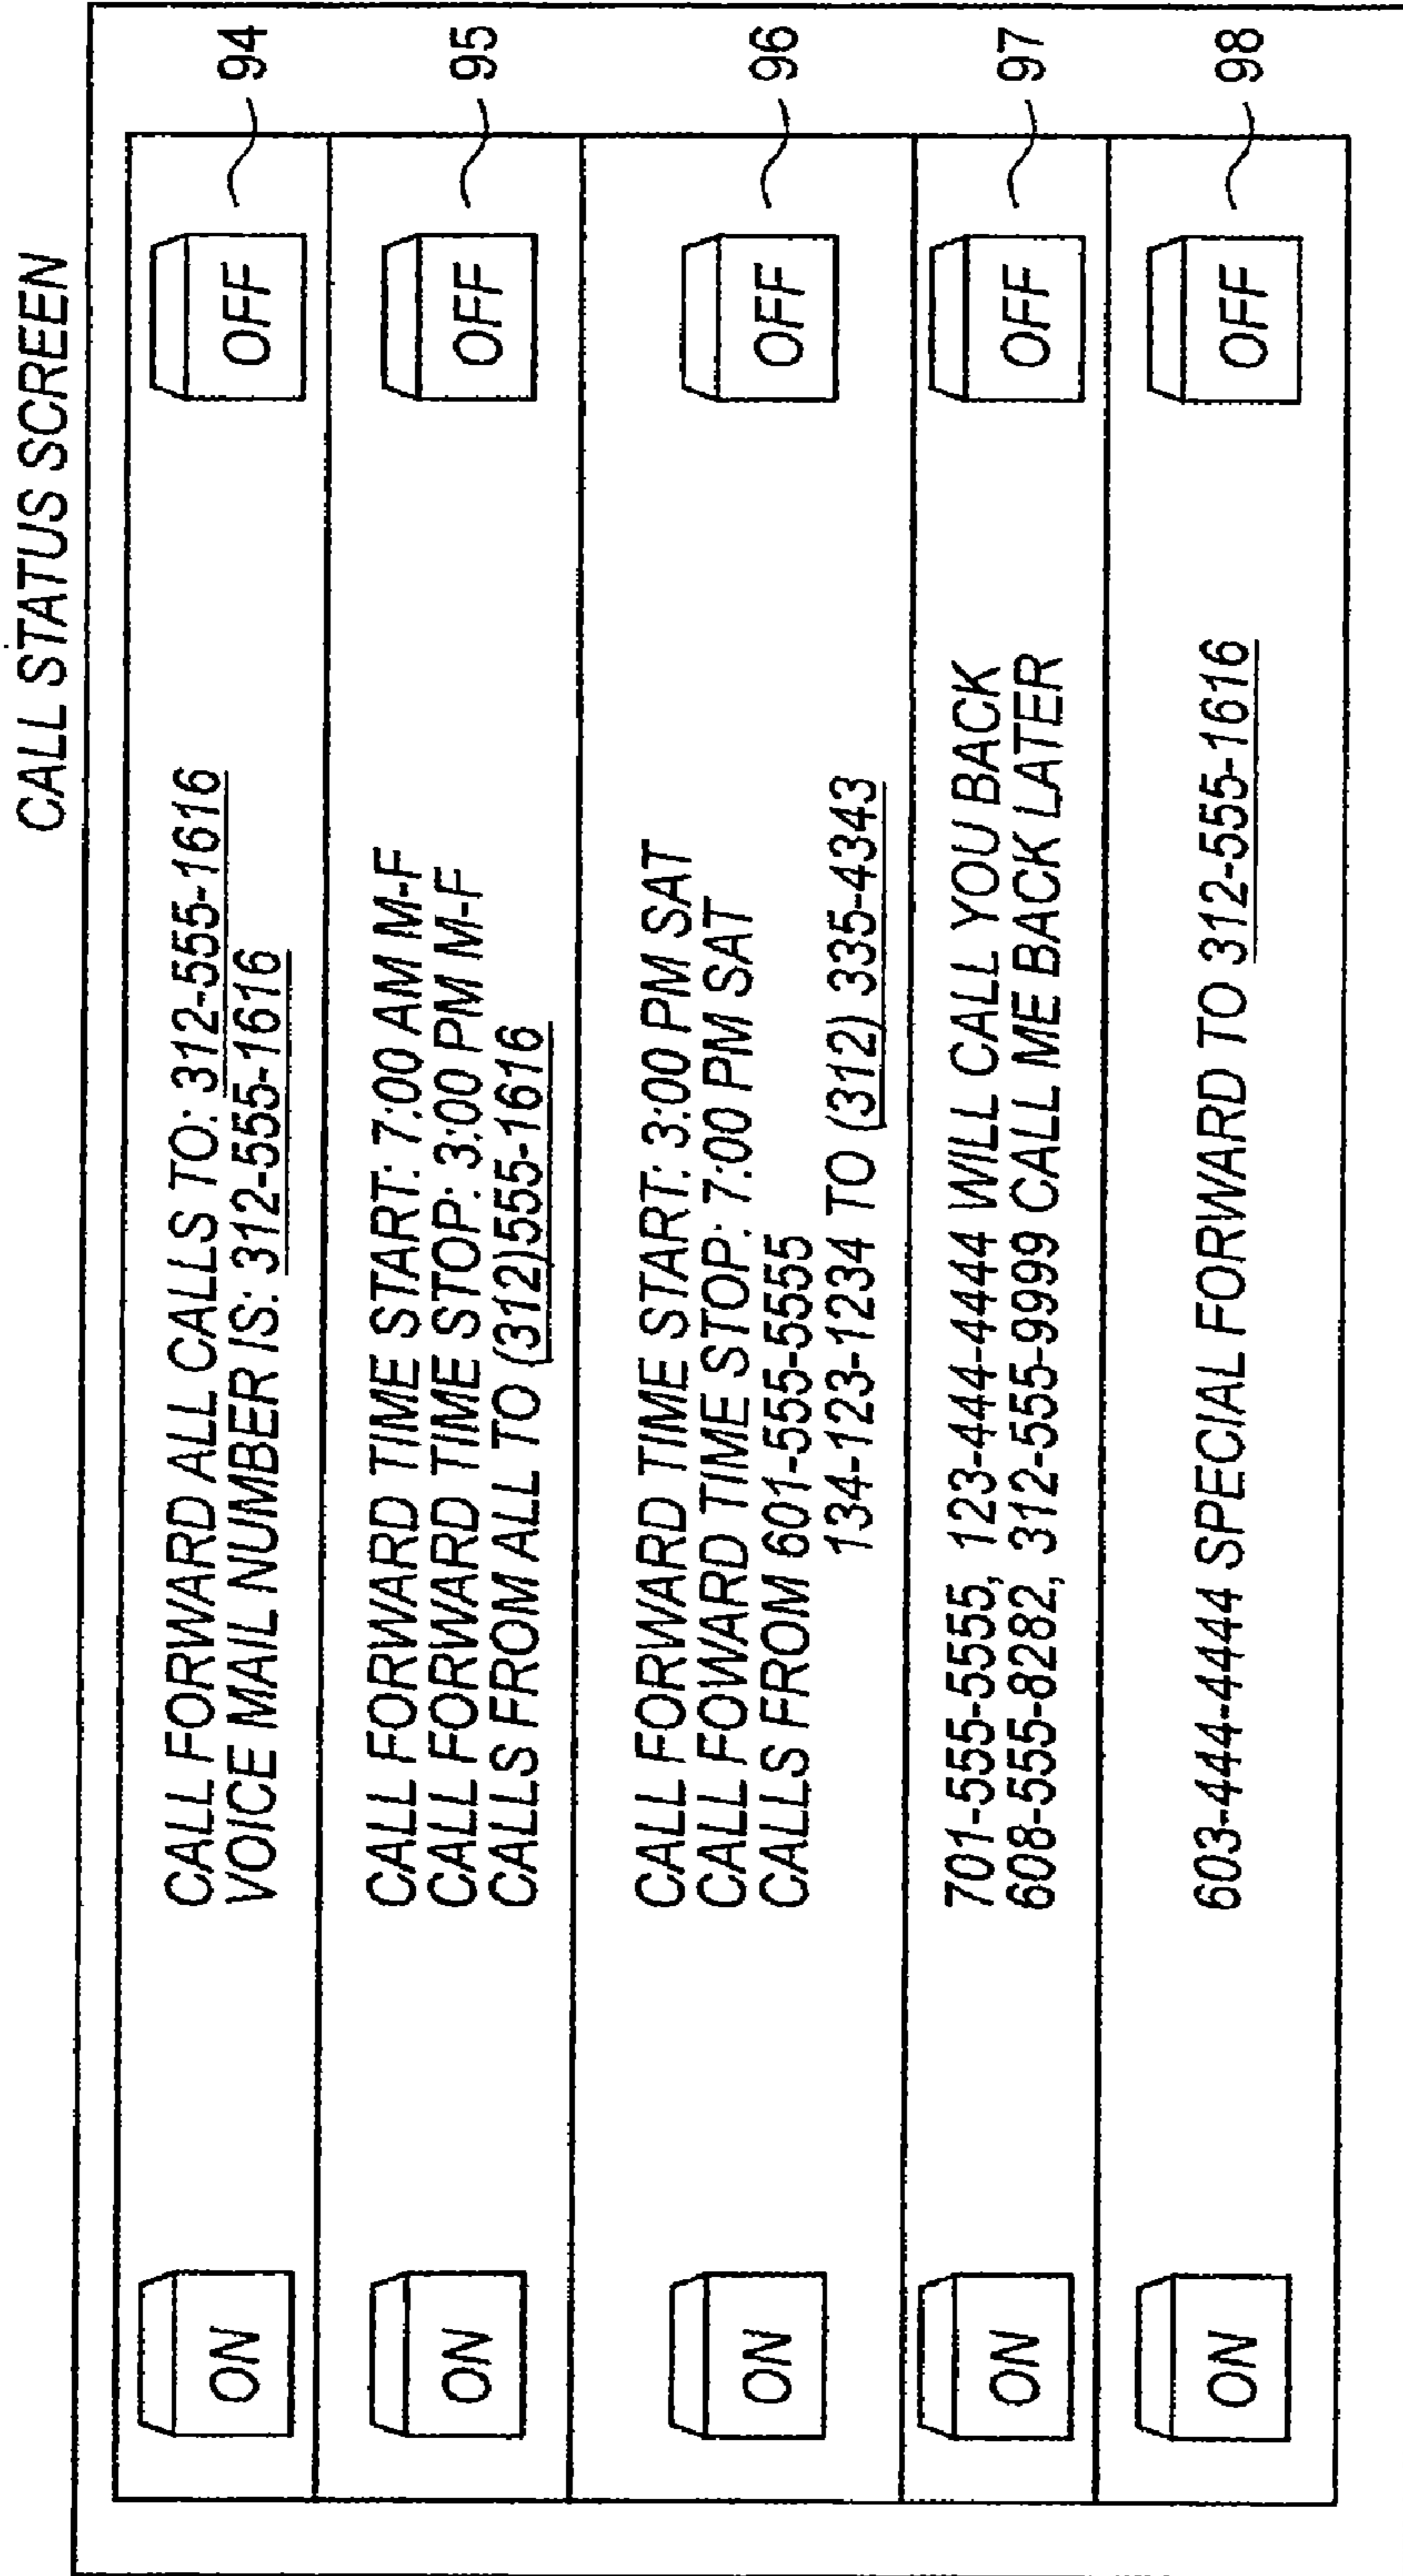 CALL STATUS SCREEN
ON
CALL FORWARD ALL CALLS TO: 312-555-1616
VOICE MAIL NUMBER IS: 312-555-1616
OFF
94
ON
CALL FORWARD TIME START: 7:00 AM M-F
CALL FORWARD TIME STOP: 3:00 PM M-F
CALLS FROM ALL TO (312)555-1616
OFF
95
ON
CALL FORWARD TIME START: 3:00 PM SAT
CALL FOWARD TIME STOP: 7:00 PM SAT
CALLS FROM 601-555-5555
134-123-1234 TO (312) 335-4343
OFF
96
ON
701-555-5555, 123-444-4444 WILL CALL YOU BACK
608-555-8282, 312-555-9999 CALL ME BACK LATER
OFF
97
ON
603-444-4444 SPECIAL FORWARD TO 312-555-1616
OFF
98